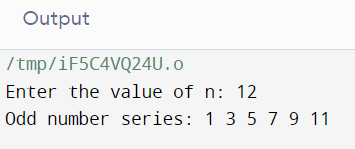 Output
/tmp/iF5C4VQ24U.o
Enter the value of n: 12
Odd number series: 1 3 5 7 9 11